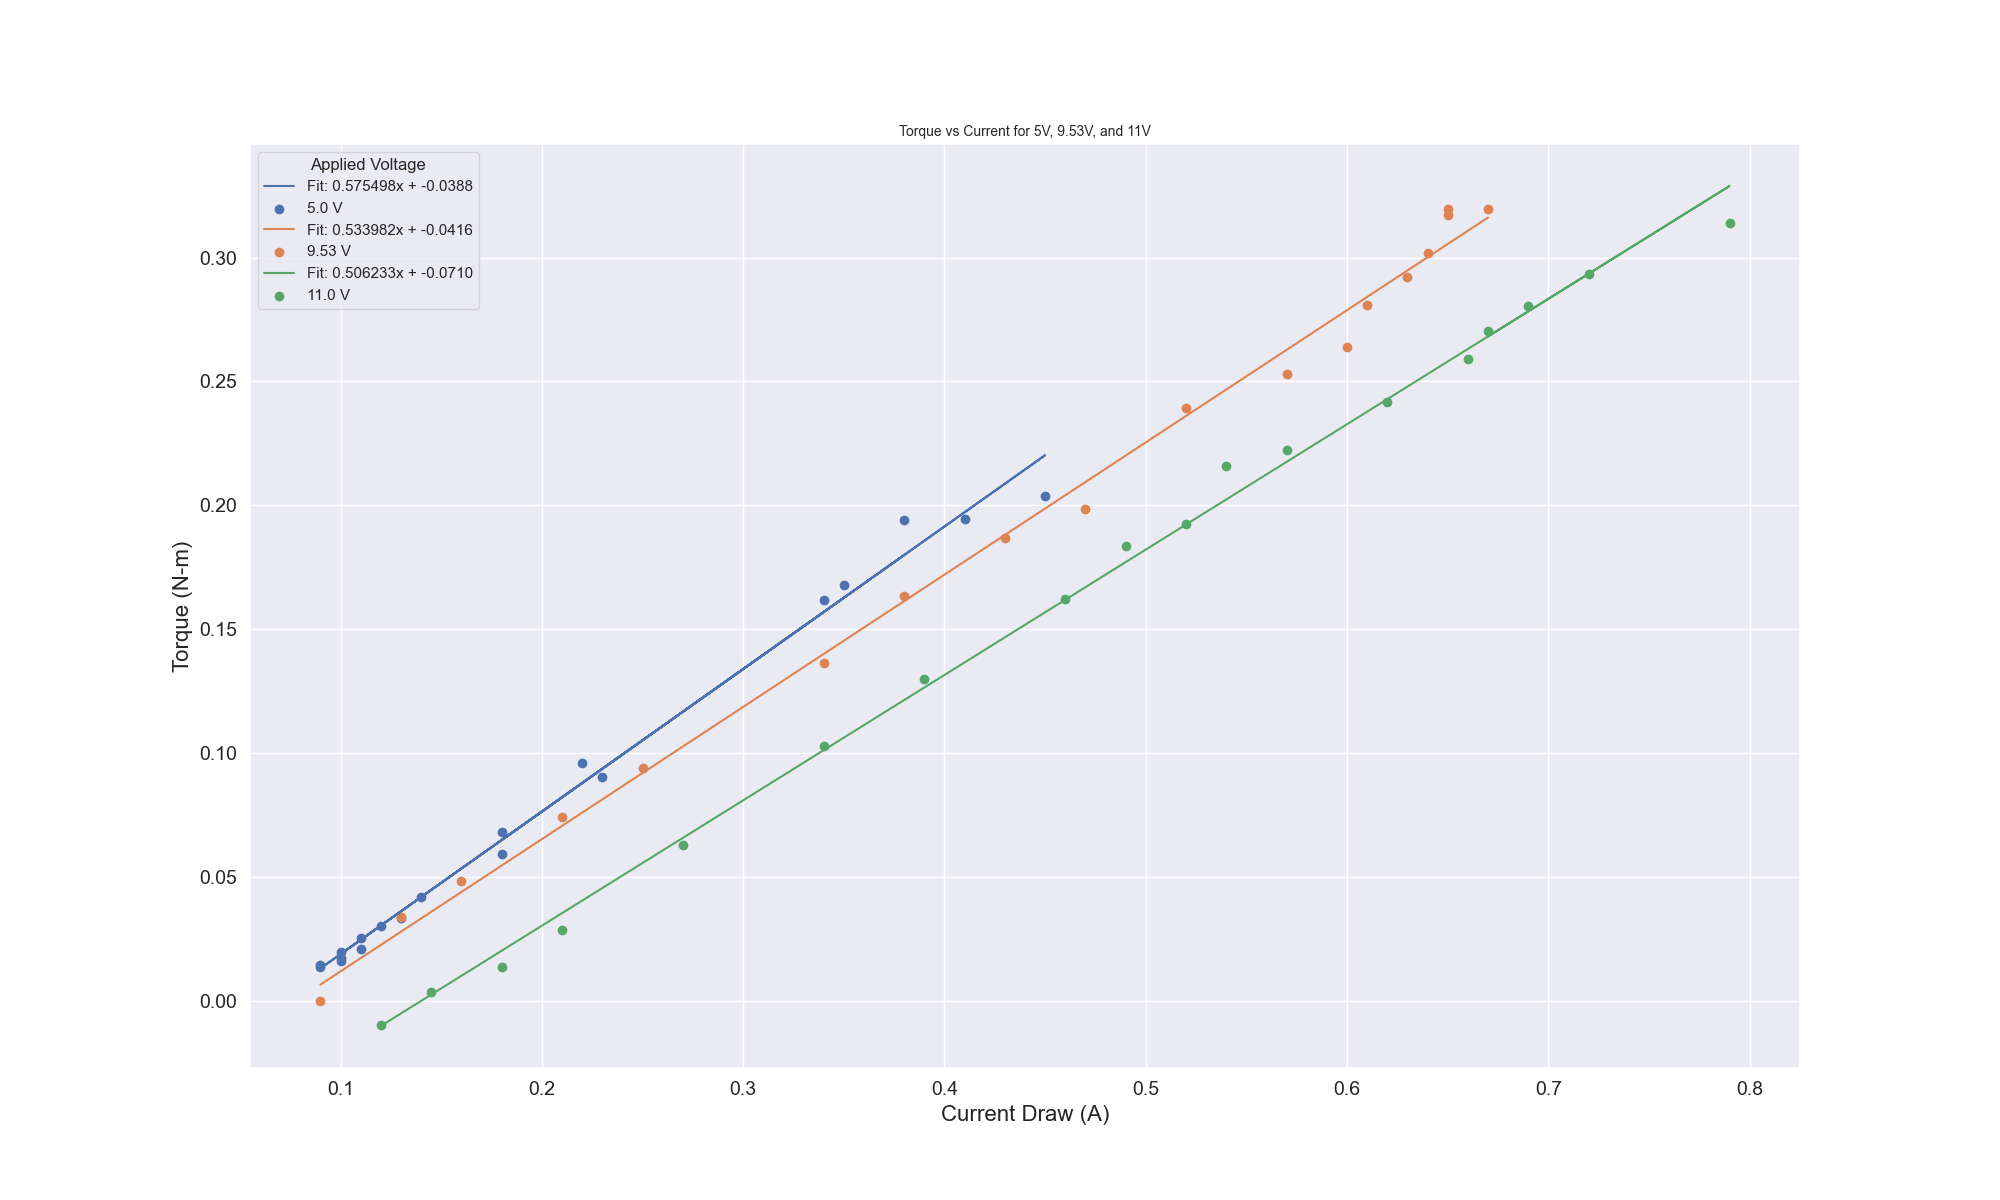 Torque vs Current for 5V, 9.53V, and 11V
Applied Voltage
Fit: 0.575498x + -0.0388
5.0 V
Fit: 0.533982x + -0.0416
9.53 V
Fit: 0.506233x + -0.0710
11.0 V
0.30
0.25
0.20
0.15
0.10
0.05
0.00
Torque (N-m)
0.1 0.2 0.3 0.4 0.5 0.6 0.7 0.8
Current Draw (A)